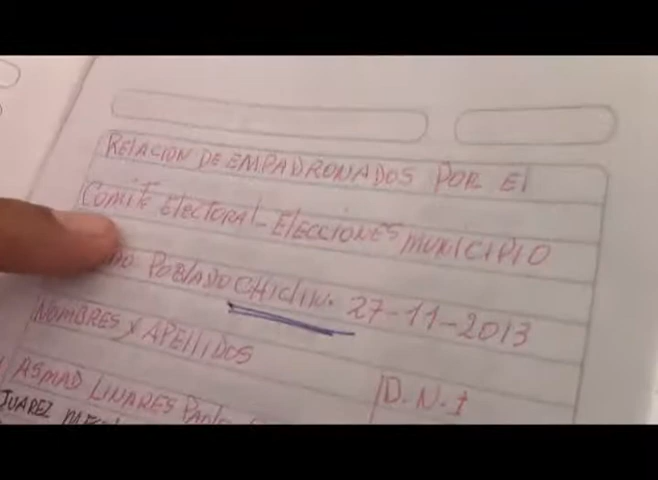 RELACION DE EMPADRONADOS POR El
COMITE ElECTORAL-ElECCIONES MUNICIPIO
POBlADO CHIClIN. 27-11-2013
NOMBRES Y APEllIDOS
D.N.I
ASMAD LINARES
JUAREZ